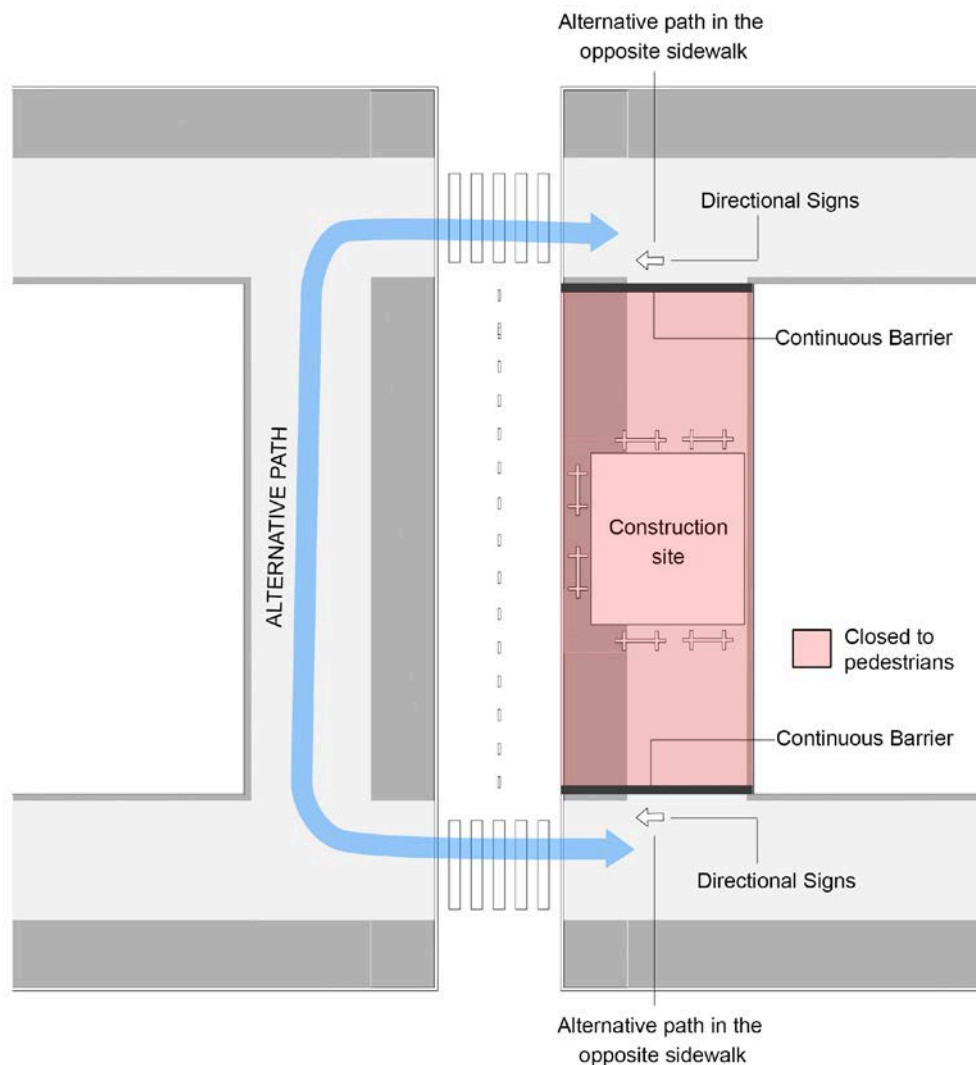 Alternative path in the
opposite sidewalk
Directional Signs
Continuous Barrier
ALTERNATIVE PATH
Construction
site
Closed to
pedestrians
Continuous Barrier
Directional Signs
Alternative path in the
opposite sidewalk